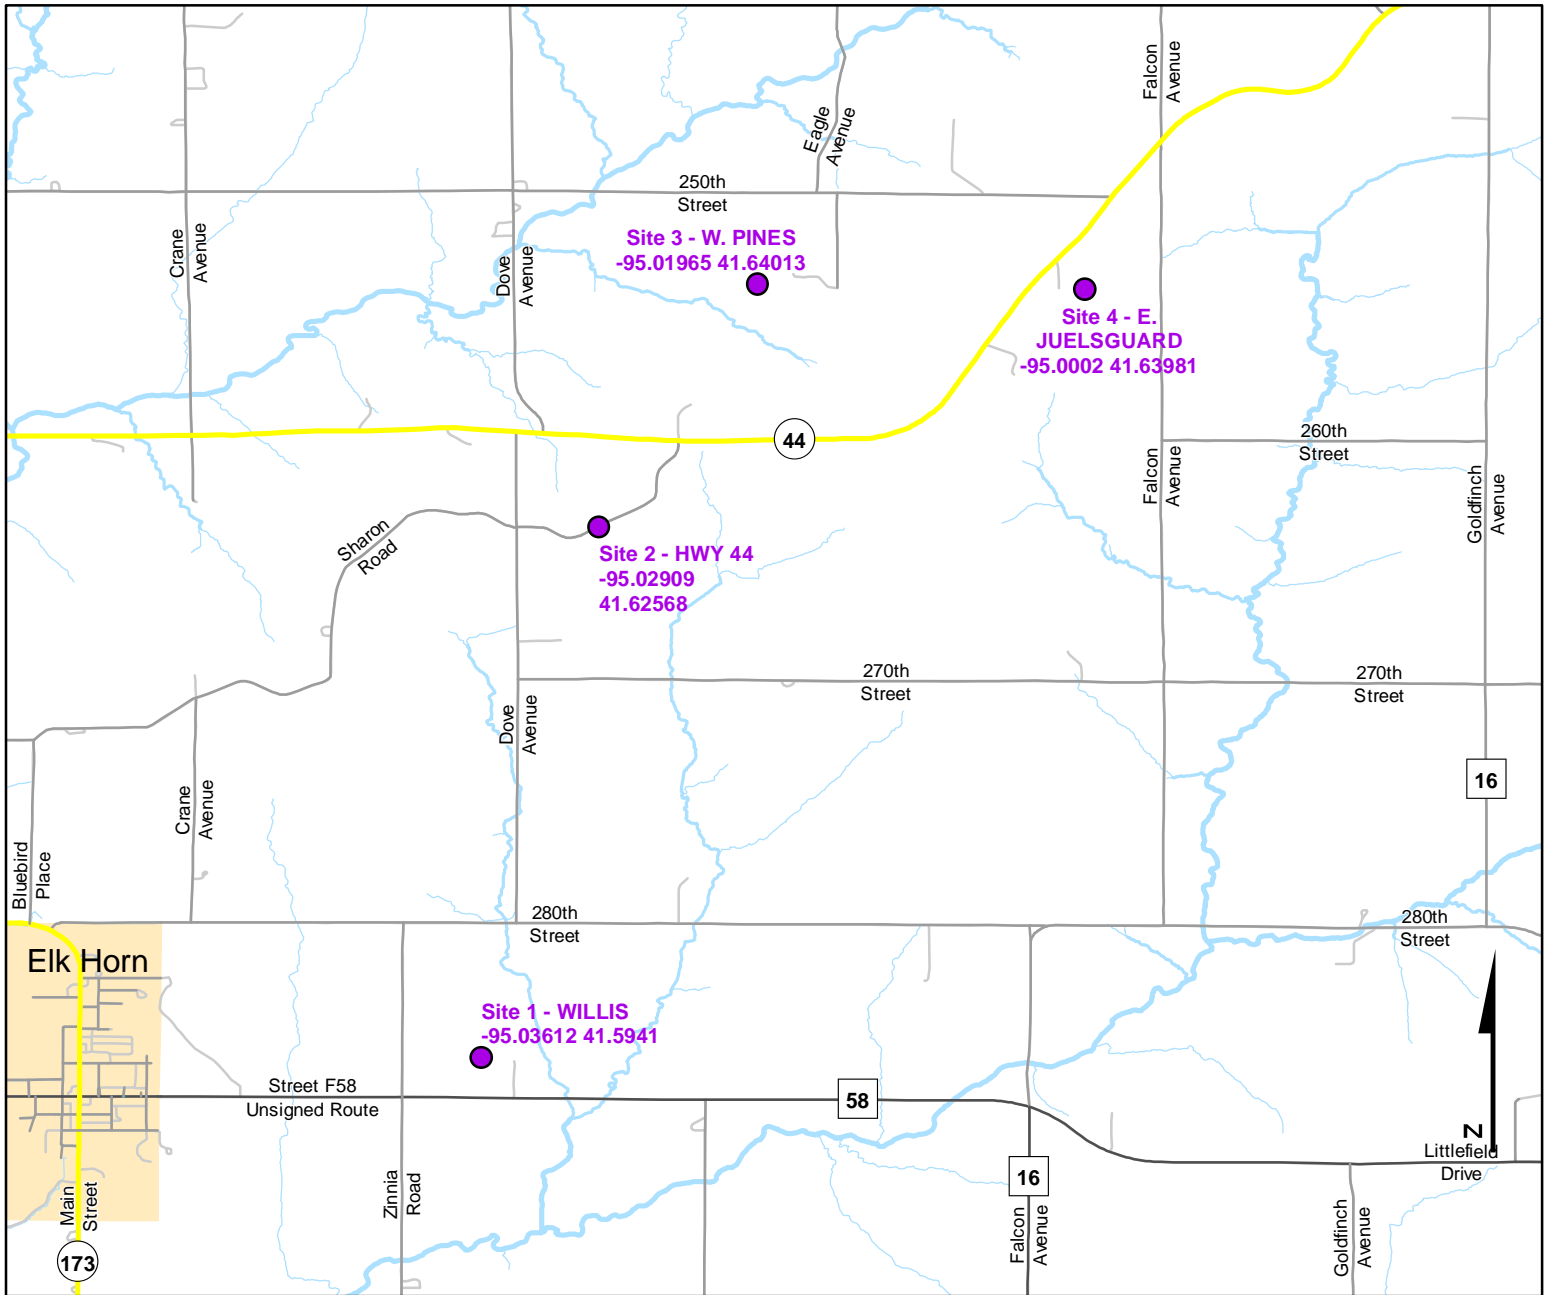 Falcon
Avenue
Eagle
Avenue
250th
Street
Crane
Avenue
Dove
Avenue
Site 3 - W. PINES
-95.01965 41.64013
Site 4 - E.
JUELSGUARD
-95.0002 41.63981
44
260th
Street
Falcon
Avenue
Goldfinch
Avenue
Sharon
Road
Site 2 - HWY 44
-95.02909
41.62568
270th
Street
270th
Street
Dove
Avenue
16
Crane
Avenue
Bluebird
Place
280th
Street
280th
Street
Elk Horn
Site 1 - WILLIS
-95.03612 41.5941
Street F58
Unsigned Route
58
N
Littlefield
Drive
16
Zinnia
Road
Main
Street
Falcon
Avenue
Goldfinch
Avenue
173